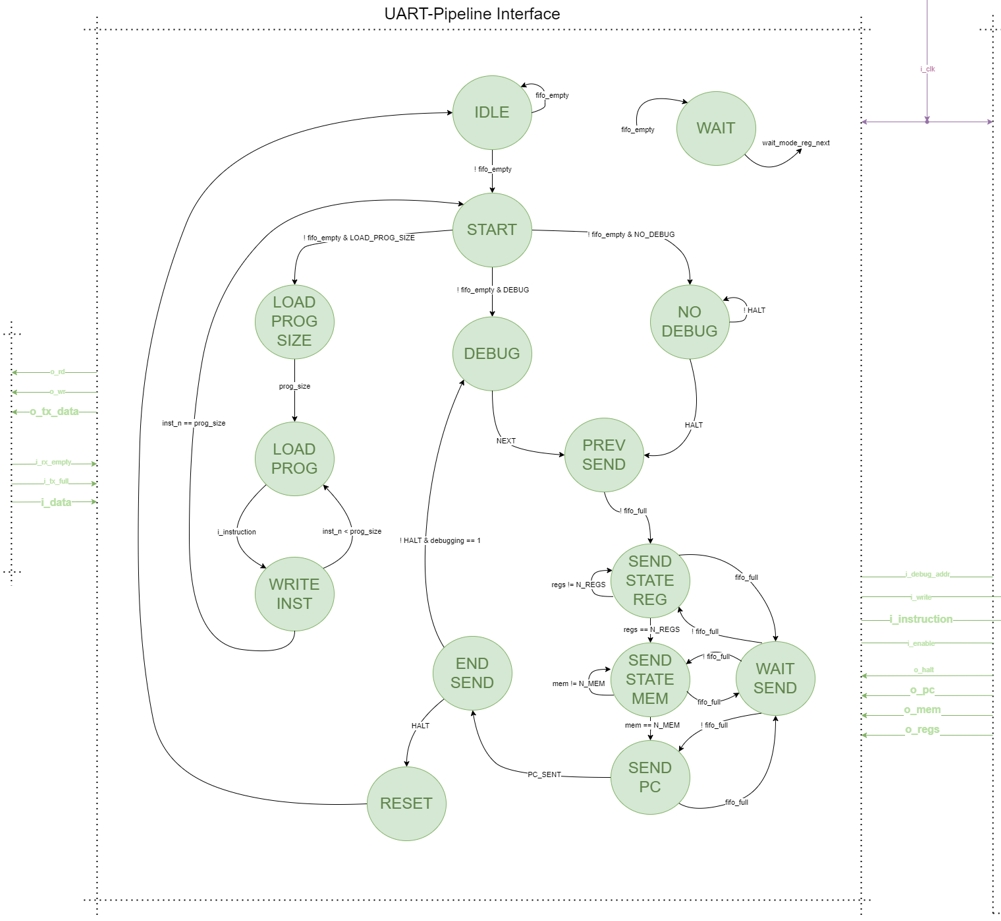 UART-Pipeline Interface
i_clk
IDLE
fifo_empty
WAIT
fifo_empty
wait_mode_reg_next
! fifo_empty
START
! fifo_empty & LOAD_PROG_SIZE
! fifo_empty & NO_DEBUG
! fifo_empty & DEBUG
LOAD
PROG
SIZE
NO
DEBUG
! HALT
DEBUG
o_rd
o_wr
o_tx_data
prog_size
inst_n == prog_size
HALT
NEXT
PREV
SEND
LOAD
PROG
i_rx_empty
i_tx_full
i_data
! fifo_full
i_instruction
inst_n < prog_size
! HALT & debugging == 1
WRITE
INST
SEND
STATE
REG
regs != N_REGS
fifo_full
i_debug_addr
i_write
i_instruction
i_enable
regs == N_REGS
! fifo_full
END
SEND
SEND
STATE
MEM
mem != N_MEM
! fifo_full
fifo_full
WAIT
SEND
o_halt
o_pc
o_mem
o_regs
HALT
mem == N_MEM
! fifo_full
SEND
PC
PC_SENT
fifo_full
RESET